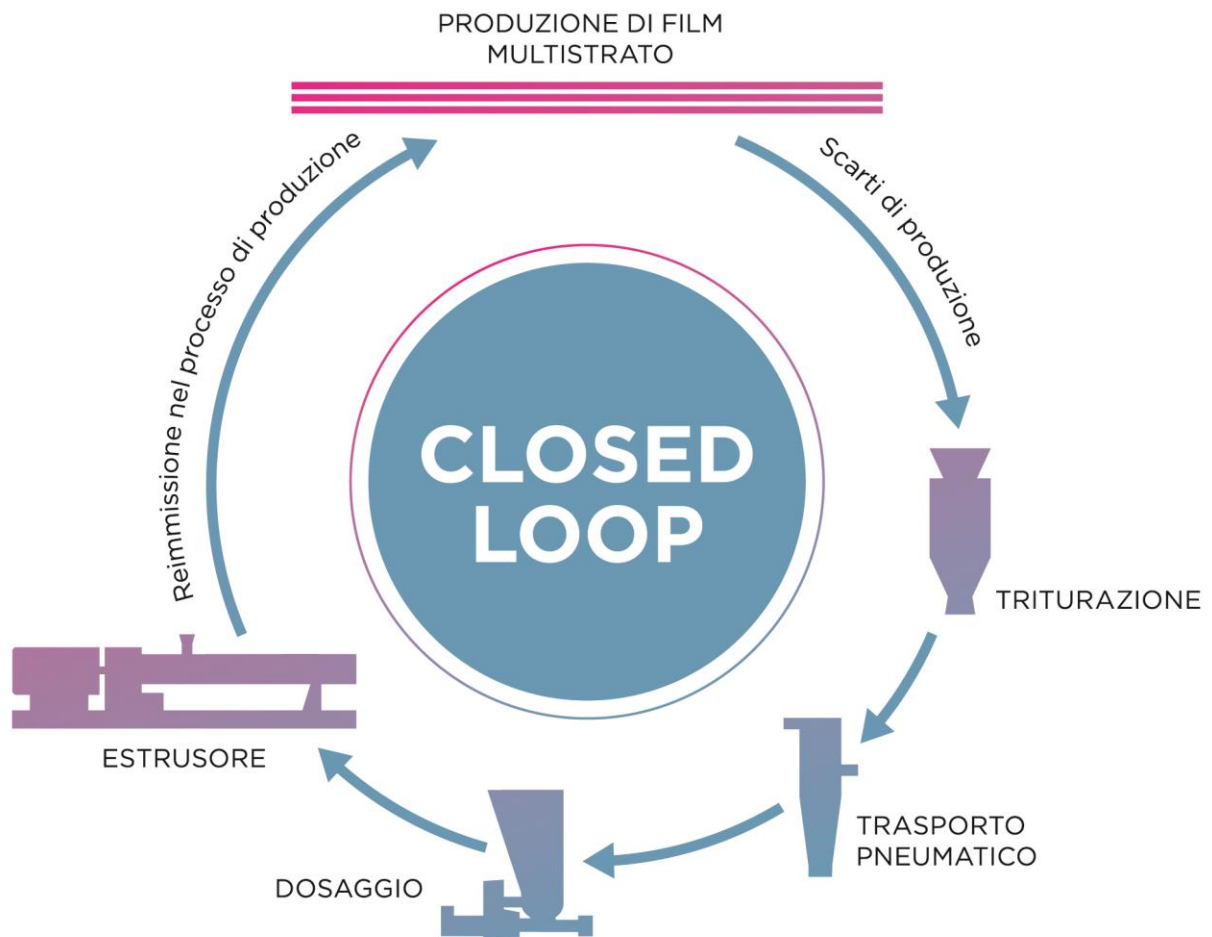 PRODUZIONE DI FILM
MULTISTRATO
Scarti di produzione
TRITURAZIONE
TRASPORTO
PNEUMATICO
DOSAGGIO
ESTRUSORE
Reimmissione nel processo di produzione
CLOSED
LOOP